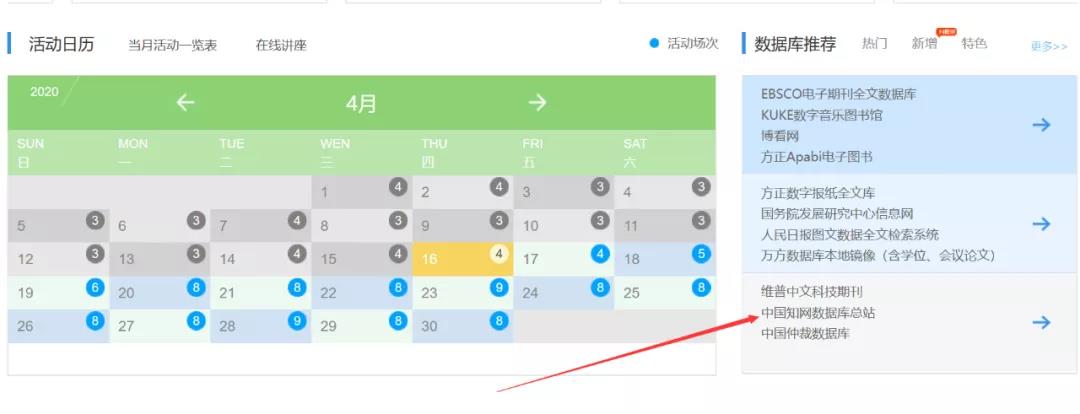 活动日历 当月活动一览表 在线讲座 活动场次
2020 4月
SUN MON TUE WEN THU FRI SAT
日 一 二 三 四 五 六
1 4 2 4 3 3 4 3
5 3 6 3 7 4 8 3 9 3 10 3 11 3
12 3 13 3 14 4 15 4 16 4 17 4 18 5
19 6 20 8 21 8 22 8 23 9 24 8 25 8
26 8 27 8 28 9 29 8 30 8
数据库推荐 热门 新增 NEW 特色 更多>>
EBSCO电子期刊全文数据库
KUKE数字音乐图书馆
博看网
方正Apabi电子图书
方正数字报纸全文库
国务院发展研究中心信息网
人民日报图文数据全文检索系统
万方数据库本地镜像（含学位、会议论文）
维普中文科技期刊
中国知网数据库总站
中国仲裁数据库